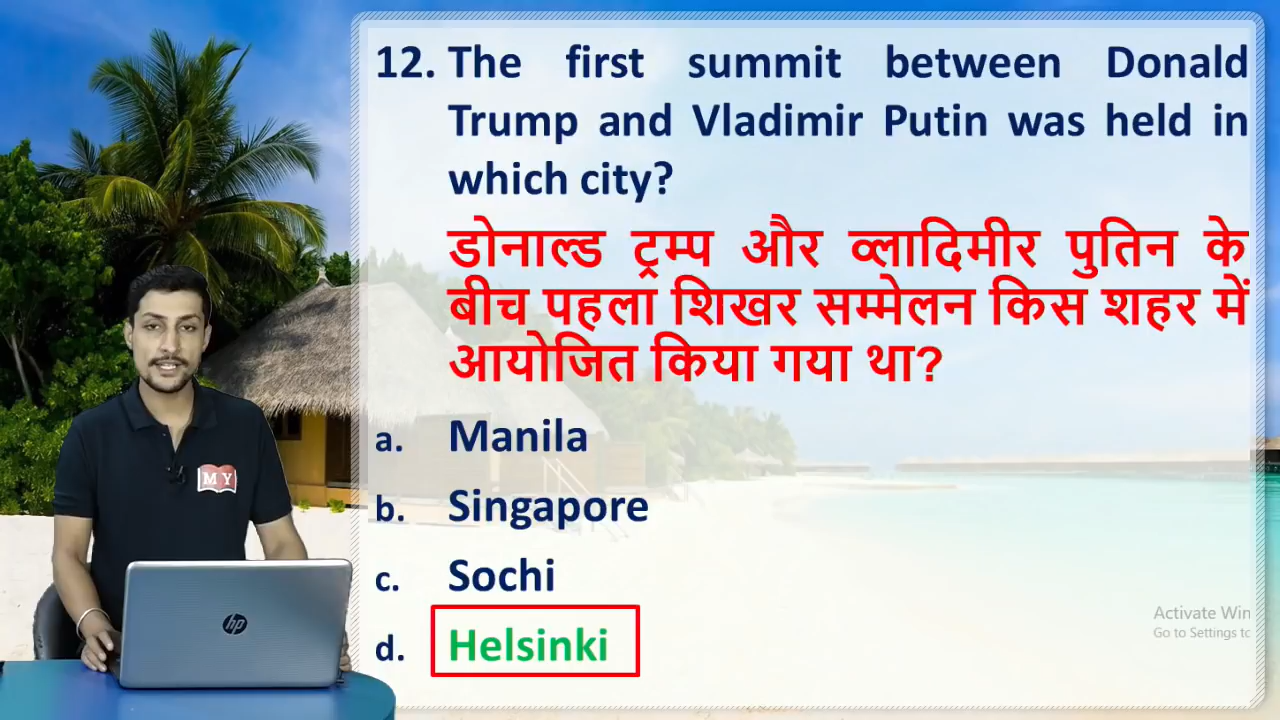 12. The first summit between Donald
Trump and Vladimir Putin was held in
which city?
डोनाल्ड ट्रम्प और व्लादिमीर पुतिन के
बीच पहला शिखर सम्मेलन किस शहर में
आयोजित किया गया था?
a. Manila
b. Singapore
c. Sochi
d. Helsinki
M Y
hp
Activate Win
Go to Settings to